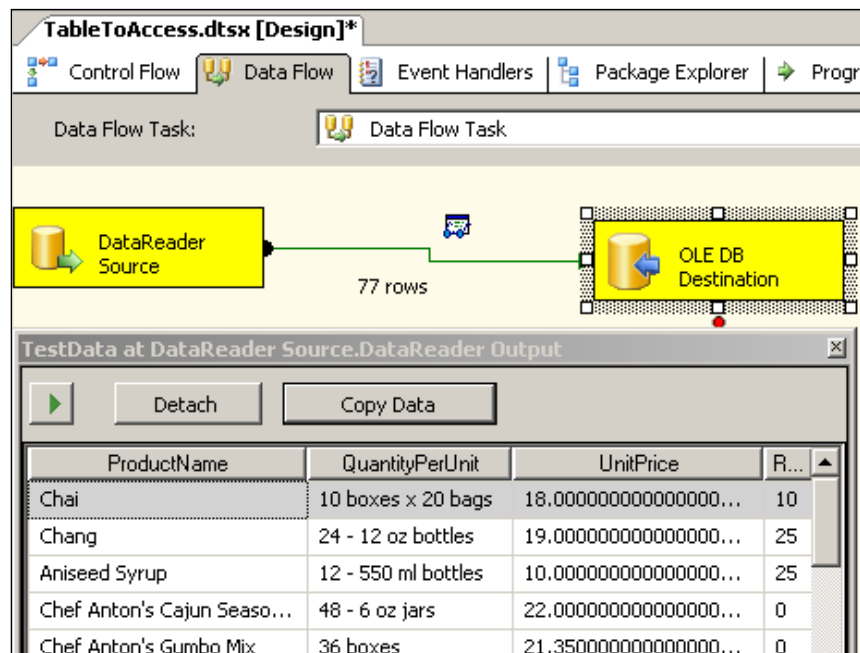 TableToAccess.dtsx [Design]*
Control Flow Data Flow Event Handlers Package Explorer Progr
Data Flow Task: Data Flow Task
DataReader
Source
77 rows
OLE DB
Destination
TestData at DataReader Source.DataReader Output
Detach Copy Data
ProductName QuantityPerUnit UnitPrice R...
Chai 10 boxes x 20 bags 18.000000000000000... 10
Chang 24 - 12 oz bottles 19.000000000000000... 25
Aniseed Syrup 12 - 550 ml bottles 10.000000000000000... 25
Chef Anton's Cajun Seaso... 48 - 6 oz jars 22.000000000000000... 0
Chef Anton's Gumbo Mix 36 boxes 21.350000000000000... 0